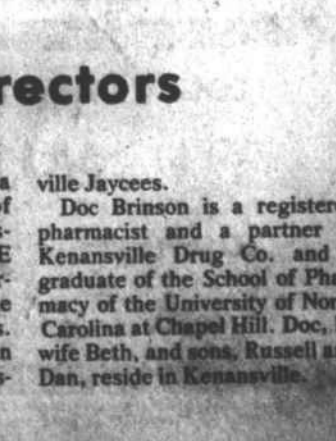 rectors
a
of
s-
E
r-
e
s.
n
s-
ville Jaycees.
Doc Brinson is a registere
pharmacist and a partner
Kenansville Drug Co. and
graduate of the School of Pha
macy of the University of Nor
Carolina at Chapel Hill. Doc,
wife Beth, and sons, Russell a
Dan, reside in Kenansville.